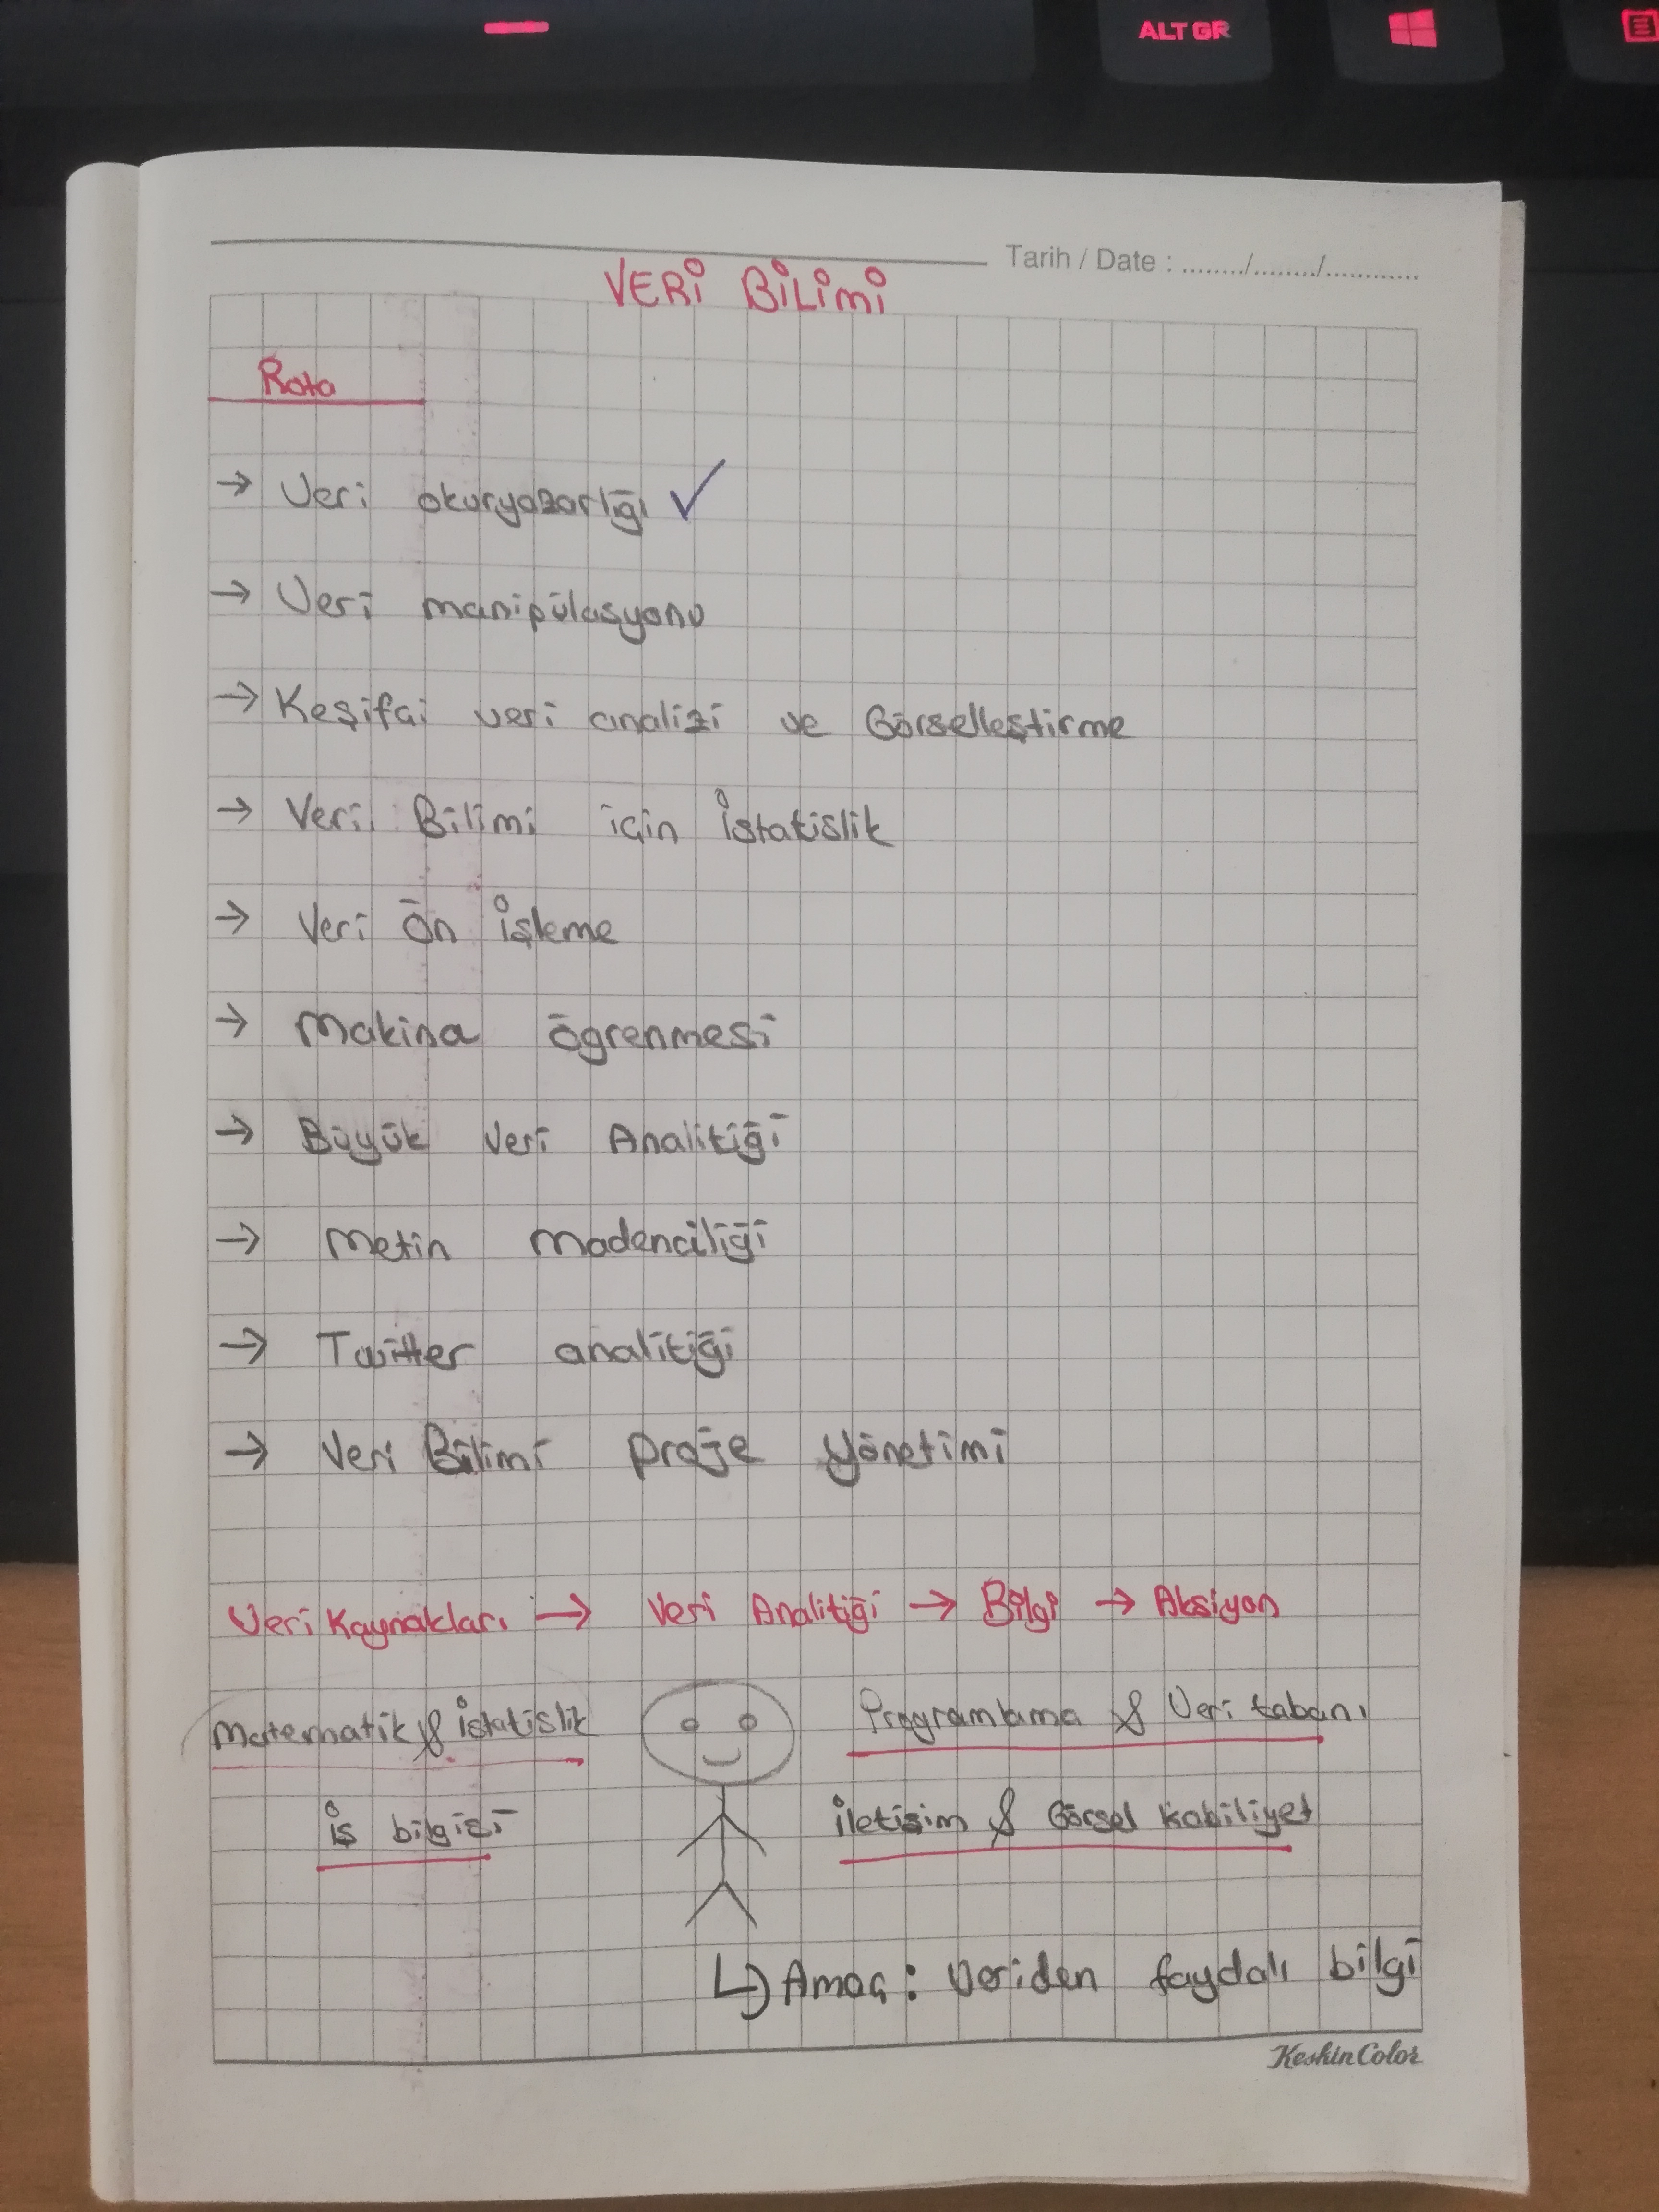 ALT GR
Tarih / Date : ......../......../............
VERİ BİLİMİ
Rota
→ Veri okuryazarlığı ✓
→ Veri manipülasyonu
→ Keşifai veri analizi ve Görselleştirme
→ Veri Bilimi için İstatislik
→ Veri Ön İşleme
→ Makina öğrenmesi
→ Büyük Veri Analitiği
→ Metin Madenciliği
→ Twitter analitiği
→ Veri Bilimi Proje Yönetimi
Veri Kaynakları → Veri Analitiği → Bilgi → Aksiyon
Matematik & İstatislik Programlama & Veri tabanı
İş bilgisi İletişim & Görsel kabiliyet
↳ Amaç : Veriden faydalı bilgi
KeskinColor